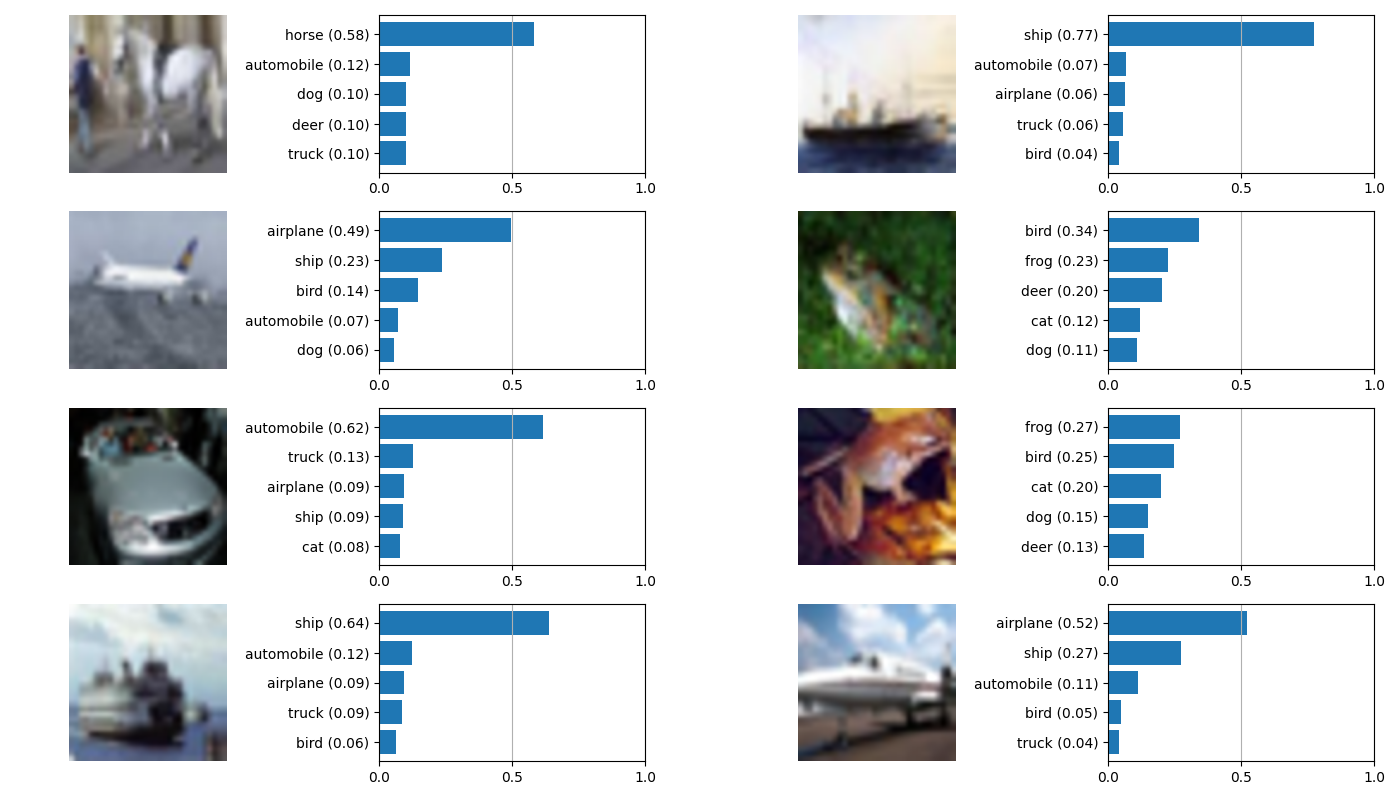 horse (0.58)
automobile (0.12)
dog (0.10)
deer (0.10)
truck (0.10)
0.0 0.5 1.0
ship (0.77)
automobile (0.07)
airplane (0.06)
truck (0.06)
bird (0.04)
0.0 0.5 1.0
airplane (0.49)
ship (0.23)
bird (0.14)
automobile (0.07)
dog (0.06)
0.0 0.5 1.0
bird (0.34)
frog (0.23)
deer (0.20)
cat (0.12)
dog (0.11)
0.0 0.5 1.0
automobile (0.62)
truck (0.13)
airplane (0.09)
ship (0.09)
cat (0.08)
0.0 0.5 1.0
frog (0.27)
bird (0.25)
cat (0.20)
dog (0.15)
deer (0.13)
0.0 0.5 1.0
ship (0.64)
automobile (0.12)
airplane (0.09)
truck (0.09)
bird (0.06)
0.0 0.5 1.0
airplane (0.52)
ship (0.27)
automobile (0.11)
bird (0.05)
truck (0.04)
0.0 0.5 1.0